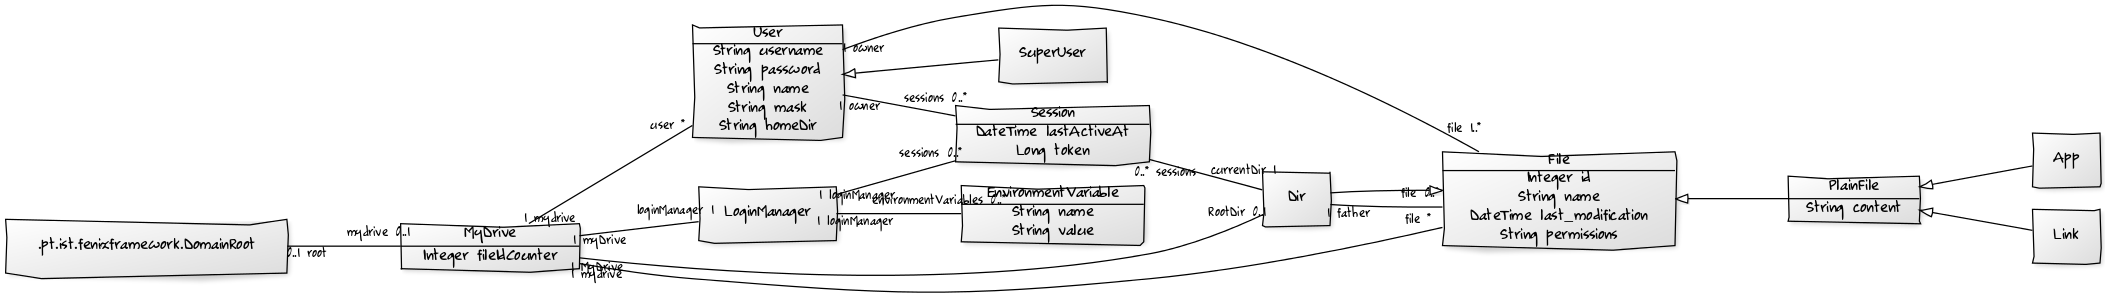 User
String username
String password
String name
String mask
String homeDir
1 owner
1 owner
SuperUser
sessions 0..*
Session
DateTime lastActiveAt
Long token
user *
sessions 0..*
0..* sessions
currentDir 1
file 1..*
File
Integer id
String name
DateTime last_modification
String permissions
App
PlainFile
String content
Link
loginManager 1
LoginManager
1 loginManager
environmentVariables 0..*
1 loginManager
EnvironmentVariable
String name
String value
Dir
RootDir 0..1
file 0..*
1 father
file *
.pt.ist.fenixframework.DomainRoot
0..1 root
mydrive 0..1
MyDrive
Integer fileIdCounter
1 mydrive
1 myDrive
1 MyDrive
1 mydrive